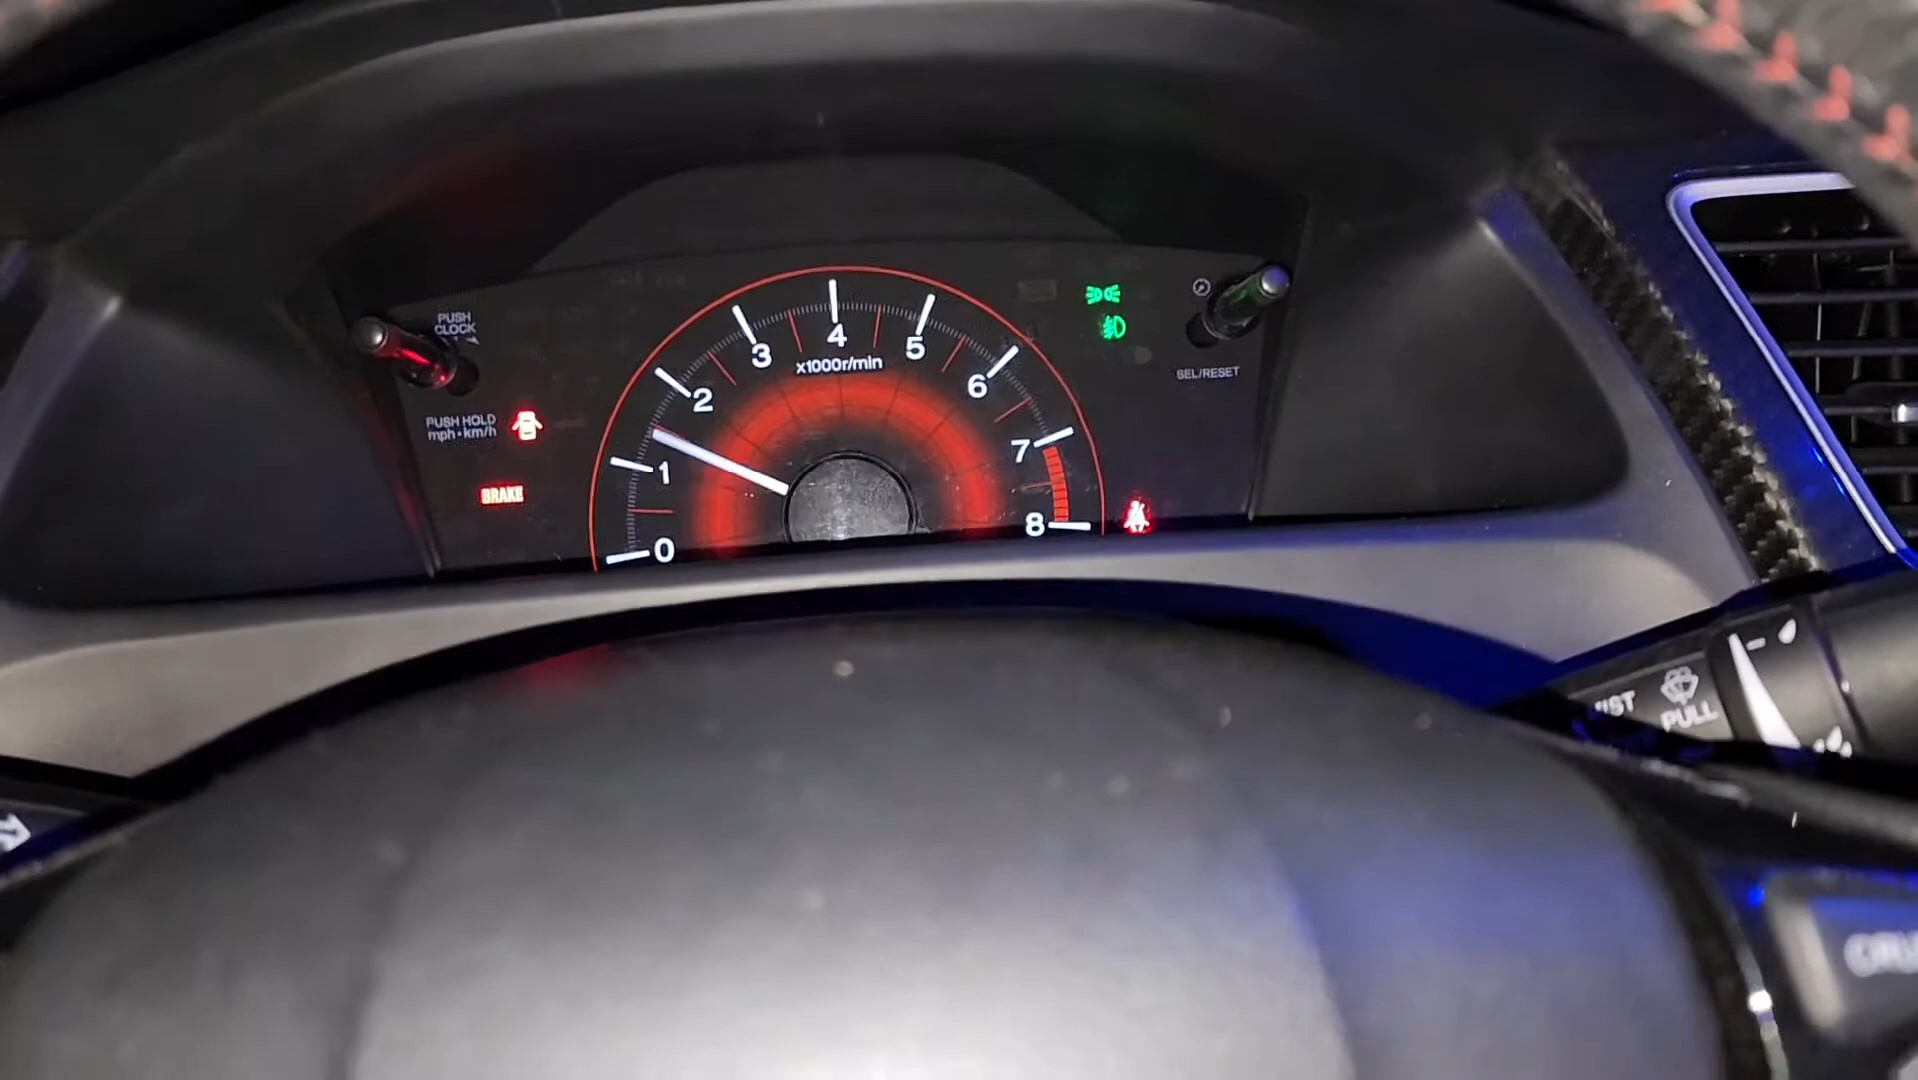 PUSH
CLOCK
PUSH HOLD
mph•km/h
BRAKE
0
1
2
3
4
5
6
7
8
x1000r/min
SEL/RESET
PULL